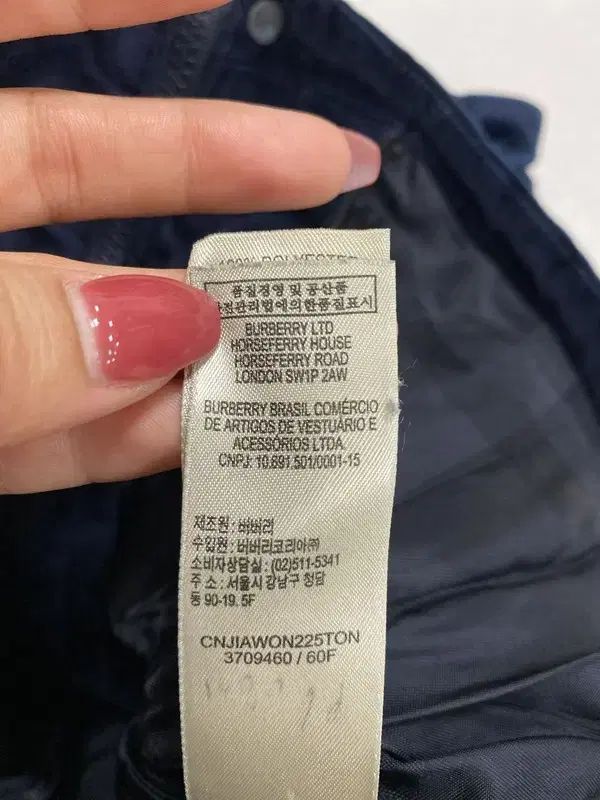 100% POLYESTER
품질경영 및 공산품
안전관리법에의한품질표시
BURBERRY LTD
HORSEFERRY HOUSE
HORSEFERRY ROAD
LONDON SW1P 2AW
BURBERRY BRASIL COMÉRCIO
DE ARTIGOS DE VESTUÁRIO E
ACESSÓRIOS LTDA.
CNPJ: 10.691.501/0001-15
제조원 : 버버리
수입원 : 버버리코리아㈜
소비자상담실 : (02)511-5341
주 소 : 서울시 강남구 청담
동 90-19. 5F
CNJIAWON225TON
3709460 / 60F